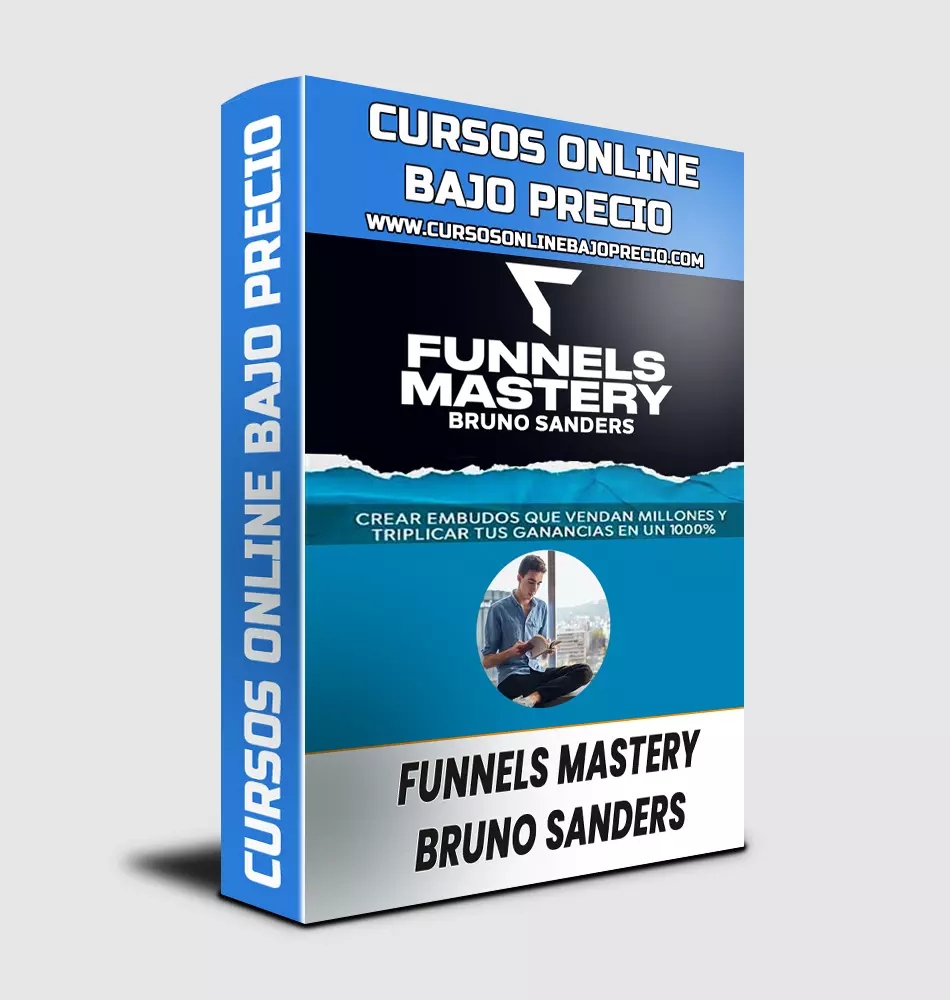 CURSOS ONLINE BAJO PRECIO
CURSOS ONLINE
BAJO PRECIO
WWW.CURSOSONLINEBAJOPRECIO.COM
FUNNELS
MASTERY
BRUNO SANDERS
CREAR EMBUDOS QUE VENDAN MILLONES Y
TRIPLICAR TUS GANANCIAS EN UN 1000%
FUNNELS MASTERY
BRUNO SANDERS